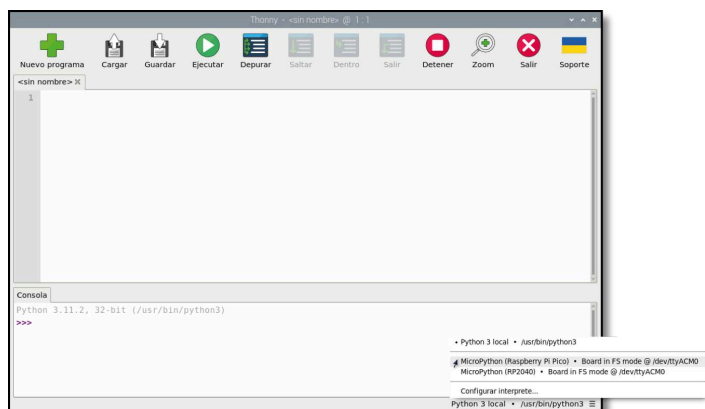 Thonny - <sin nombre> @ 1 : 1
Nuevo programa Cargar Guardar Ejecutar Depurar Saltar Dentro Salir Detener Zoom Salir Soporte
<sin nombre>
1
Consola
Python 3.11.2, 32-bit (/usr/bin/python3)
>>>
• Python 3 local • /usr/bin/python3
MicroPython (Raspberry Pi Pico) • Board in FS mode @ /dev/ttyACM0
MicroPython (RP2040) • Board in FS mode @ /dev/ttyACM0
Configurar interprete...
Python 3 local • /usr/bin/python3 ☰